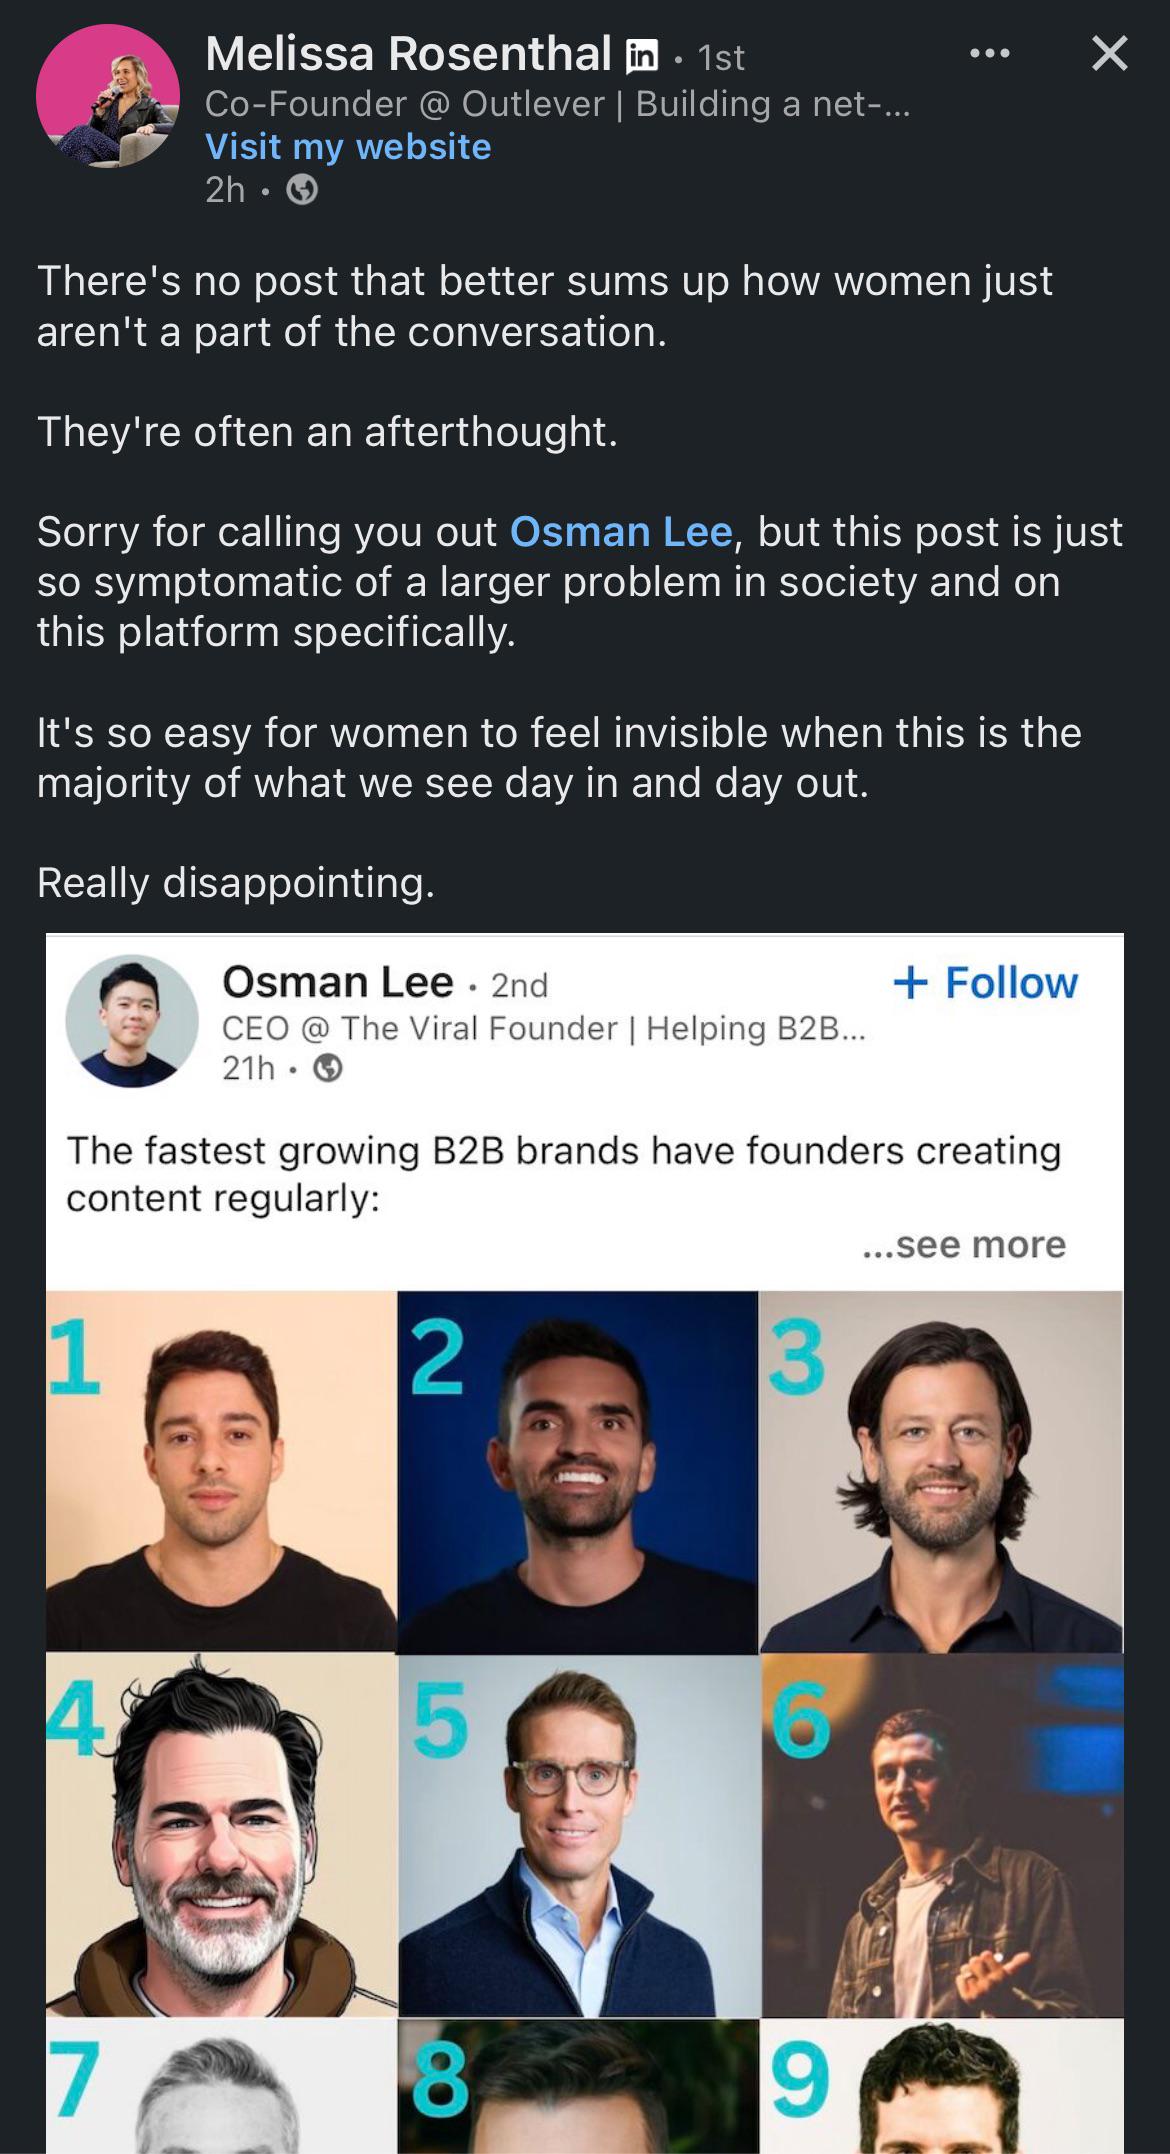 Melissa Rosenthal in • 1st
Co-Founder @ Outlever | Building a net-...
Visit my website
2h •
There's no post that better sums up how women just
aren't a part of the conversation.
They're often an afterthought.
Sorry for calling you out Osman Lee, but this post is just
so symptomatic of a larger problem in society and on
this platform specifically.
It's so easy for women to feel invisible when this is the
majority of what we see day in and day out.
Really disappointing.
Osman Lee • 2nd
+ Follow
CEO @ The Viral Founder | Helping B2B...
21h •
The fastest growing B2B brands have founders creating
content regularly:
...see more
1
2
3
4
5
6
7
8
9